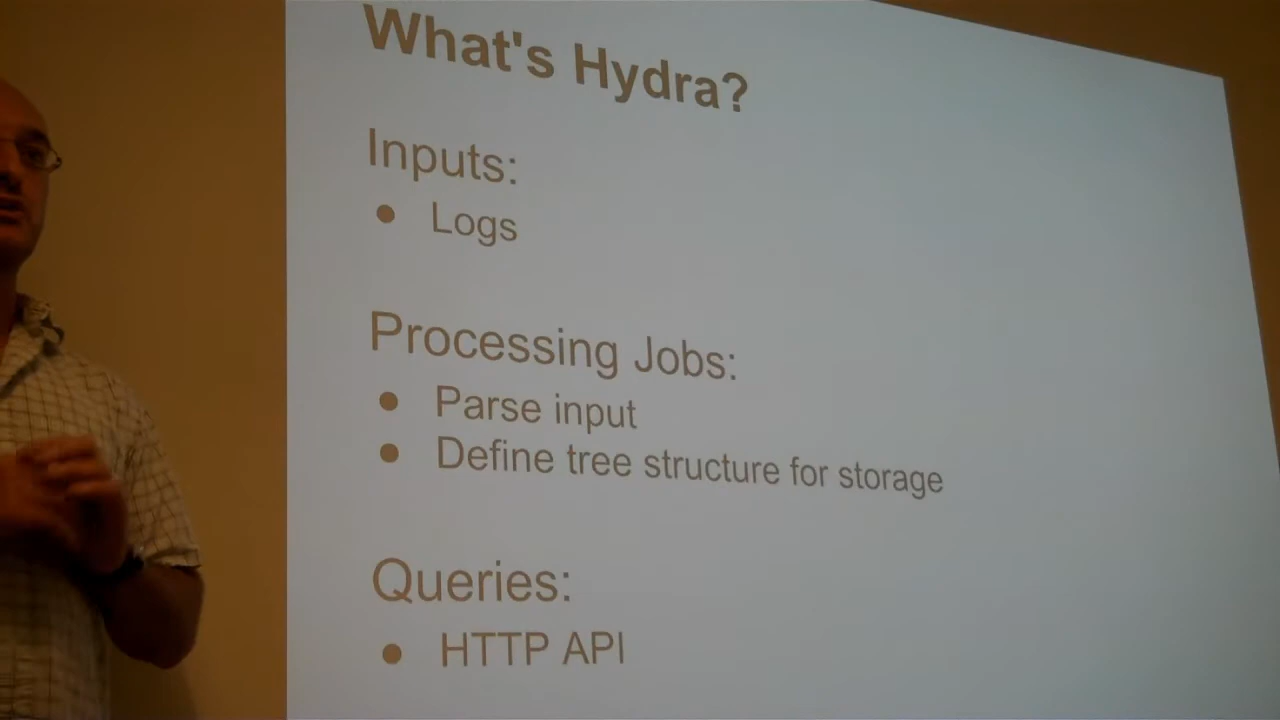 What's Hydra?
Inputs:
● Logs
Processing Jobs:
● Parse input
● Define tree structure for storage
Queries:
● HTTP API